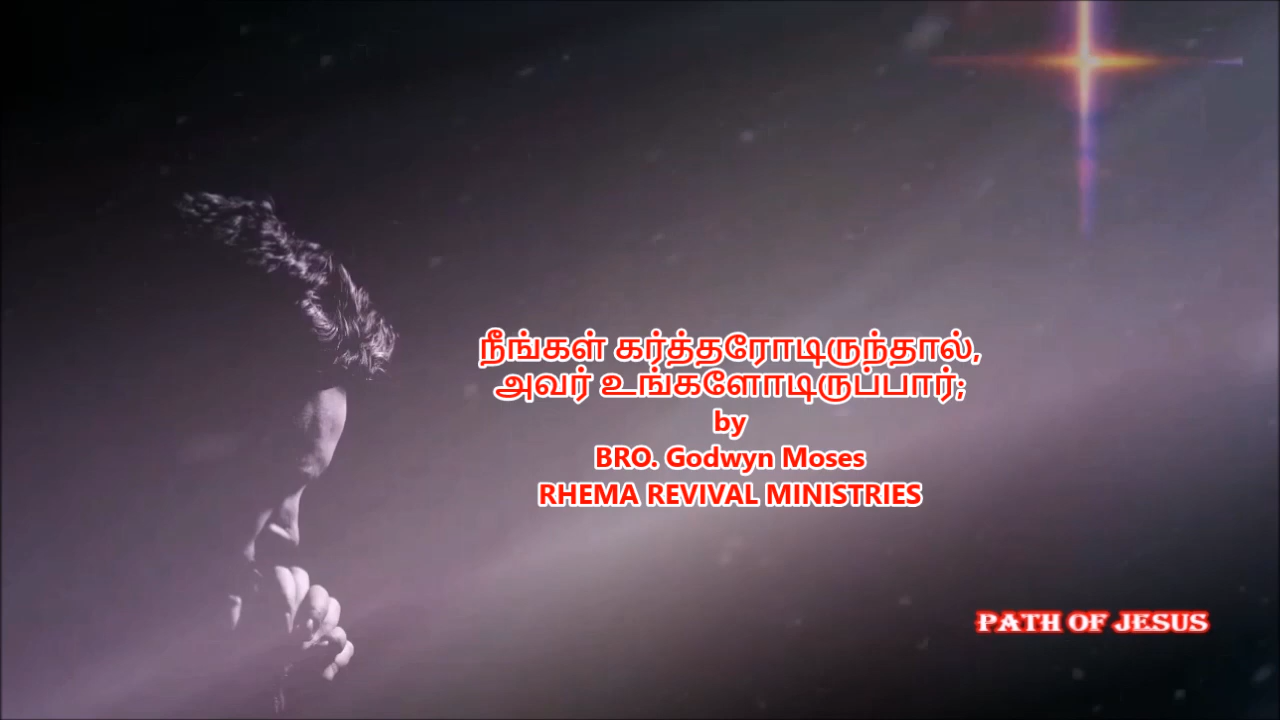 நீங்கள் கர்த்தரோடிருந்தால்,
அவர் உங்களோடிருப்பார்;
by
BRO. Godwyn Moses
RHEMA REVIVAL MINISTRIES
PATH OF JESUS